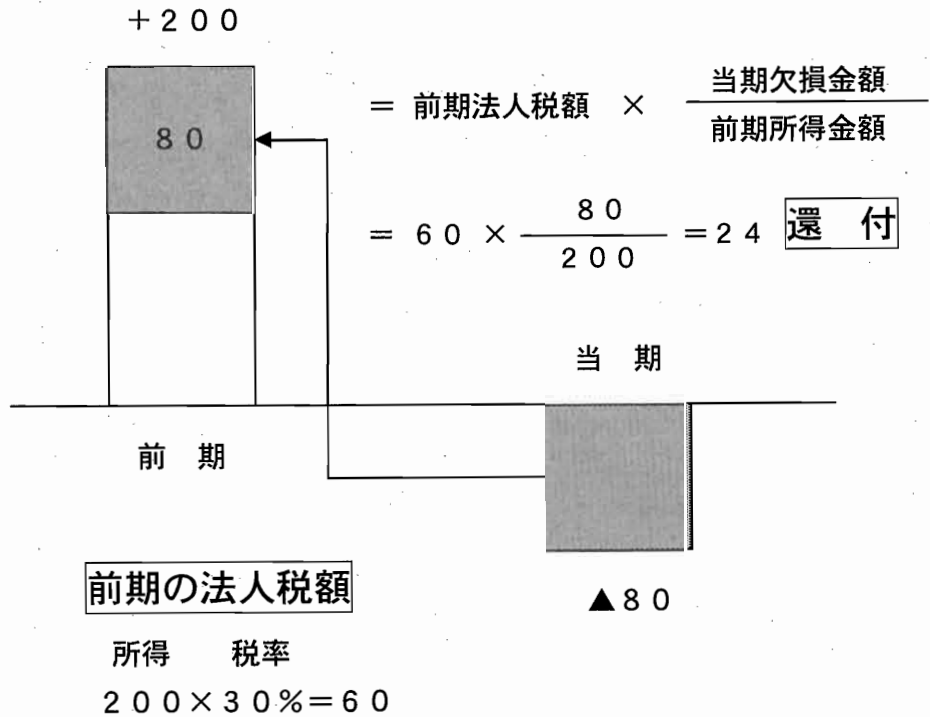 +200
80
= 前期法人税額 × 当期欠損金額
前期所得金額
= 60 × 80
200
=24 還 付
当 期
前 期
▲80
前期の法人税額
所得 税率
200×30%=60